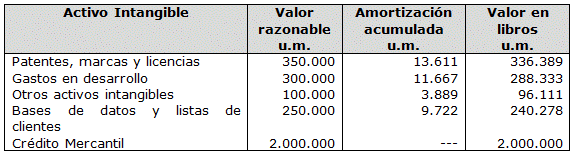 Activo Intangible Valor razonable u.m. Amortización acumulada u.m. Valor en libros u.m.
Patentes, marcas y licencias 350.000 13.611 336.389
Gastos en desarrollo 300.000 11.667 288.333
Otros activos intangibles 100.000 3.889 96.111
Bases de datos y listas de 250.000 9.722 240.278
clientes
Crédito Mercantil 2.000.000 --- 2.000.000